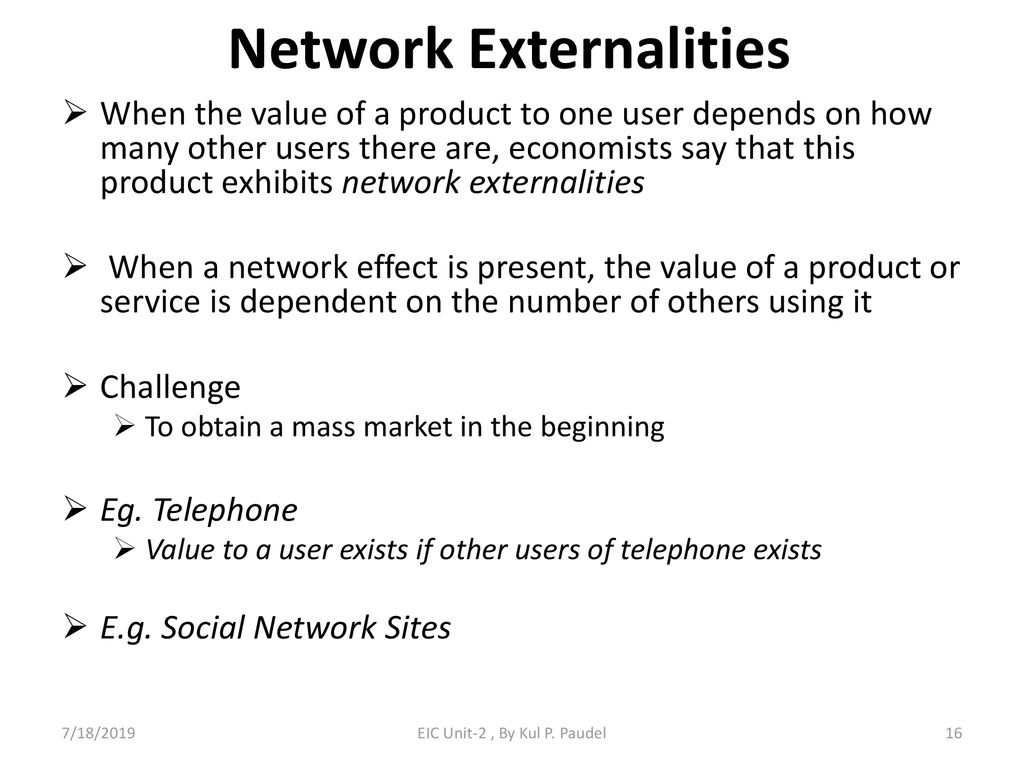 Network Externalities
➢ When the value of a product to one user depends on how
many other users there are, economists say that this
product exhibits network externalities
➢ When a network effect is present, the value of a product or
service is dependent on the number of others using it
➢ Challenge
➢ To obtain a mass market in the beginning
➢ Eg. Telephone
➢ Value to a user exists if other users of telephone exists
➢ E.g. Social Network Sites
7/18/2019 EIC Unit-2 , By Kul P. Paudel 16